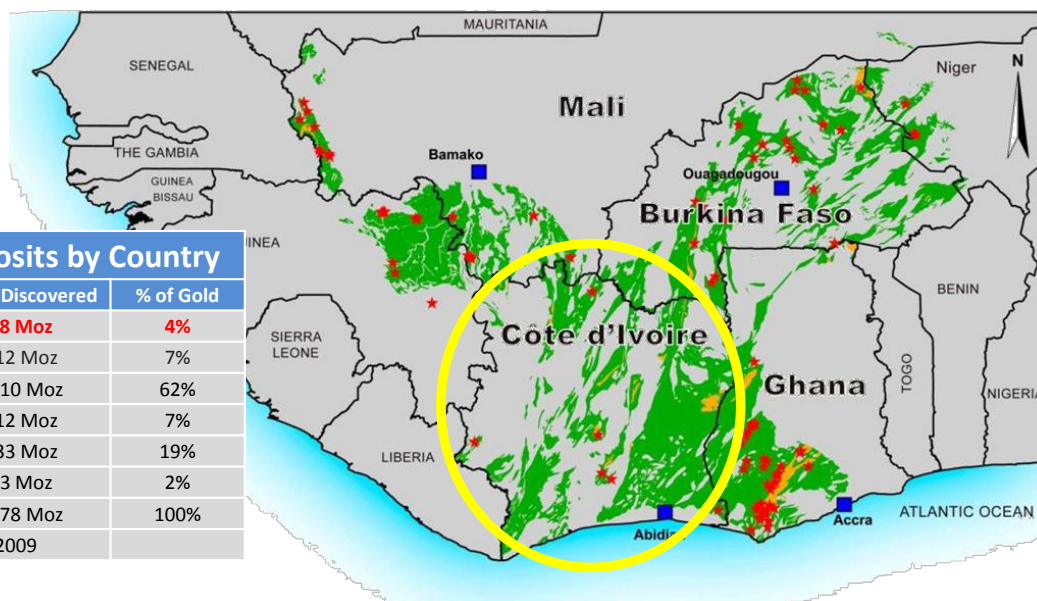 MAURITANIA
SENEGAL
Niger
N
Mali
THE GAMBIA
Bamako
GUINEA
BISSAU
Ouagadougou
Burkina Faso
INEA
osits by Country
Discovered % of Gold
8 Moz 4%
12 Moz 7%
10 Moz 62%
12 Moz 7%
33 Moz 19%
3 Moz 2%
78 Moz 100%
2009
BENIN
SIERRA
LEONE
Côte d'Ivoire
Ghana
TOGO
NIGERIA
LIBERIA
Abidja
Accra
ATLANTIC OCEAN